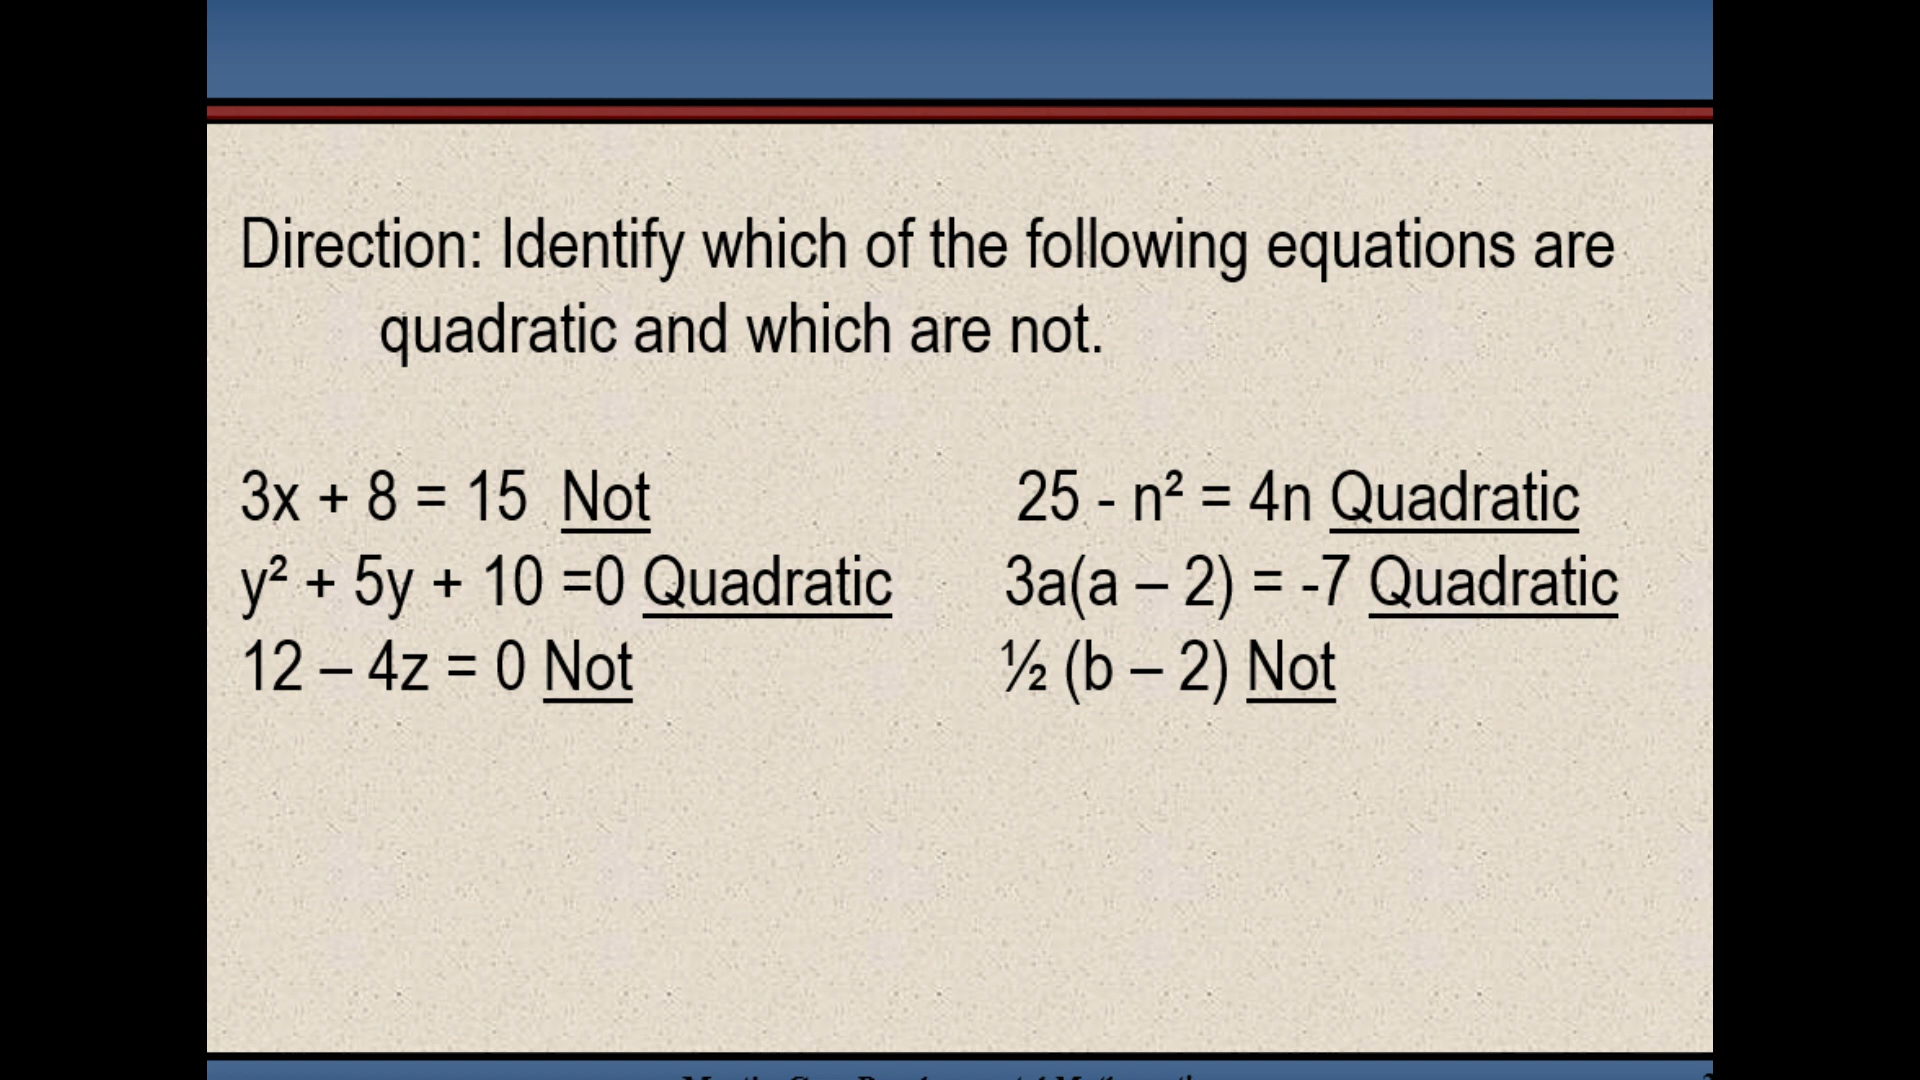 Direction: Identify which of the following equations are
quadratic and which are not.
3x + 8 = 15 Not
y² + 5y + 10 =0 Quadratic
12 – 4z = 0 Not
25 - n² = 4n Quadratic
3a(a – 2) = -7 Quadratic
½ (b – 2) Not